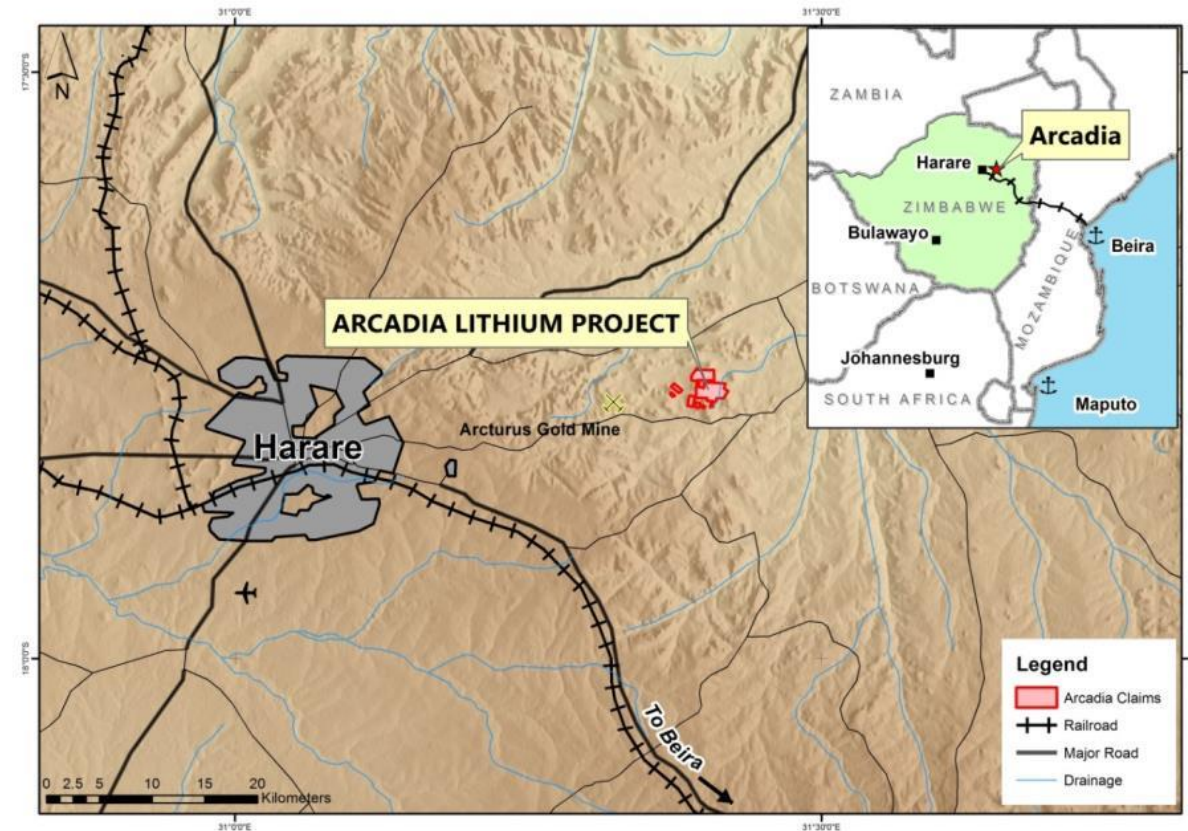 31°0'0"E
31°30'0"E
17°30'0"S
N
ZAMBIA
Arcadia
Harare
ZIMBABWE
Bulawayo
Beira
BOTSWANA
MOZAMBIQUE
Johannesburg
SOUTH AFRICA
Maputo
ARCADIA LITHIUM PROJECT
Arcturus Gold Mine
Harare
18°0'0"S
To Beira
Legend
Arcadia Claims
Railroad
Major Road
Drainage
0 2.5 5 10 15 20
Kilometers
31°0'0"E
31°30'0"E